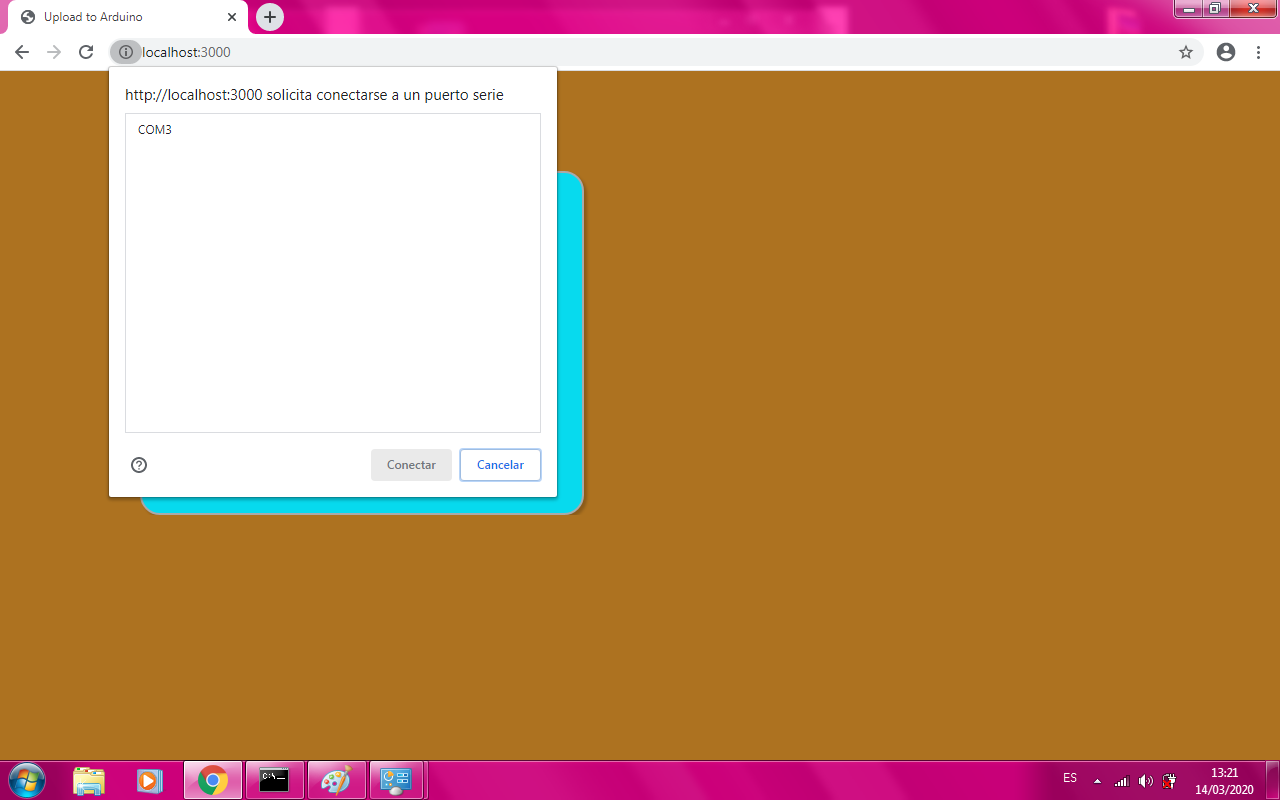 Upload to Arduino
localhost:3000
http://localhost:3000 solicita conectarse a un puerto serie
COM3
Conectar
Cancelar
C:\._
ES
13:21
14/03/2020